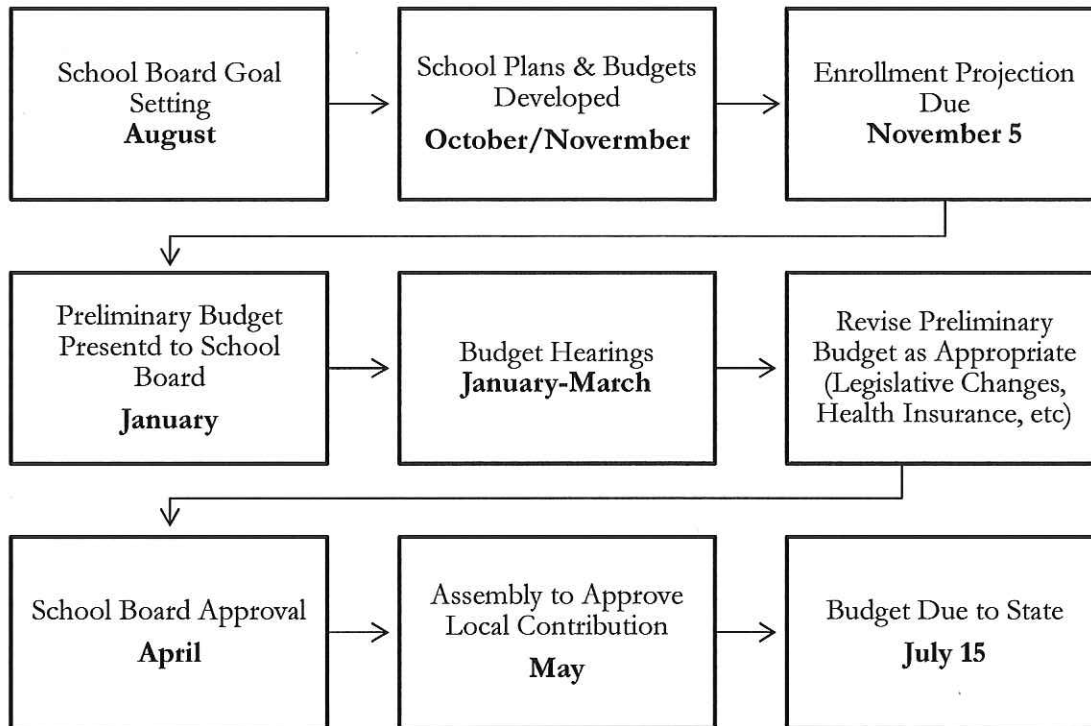 School Board Goal
Setting
August
School Plans & Budgets
Developed
October/Novermber
Enrollment Projection
Due
November 5
Preliminary Budget
Presentd to School
Board
January
Budget Hearings
January-March
Revise Preliminary
Budget as Appropriate
(Legislative Changes,
Health Insurance, etc)
School Board Approval
April
Assembly to Approve
Local Contribution
May
Budget Due to State
July 15